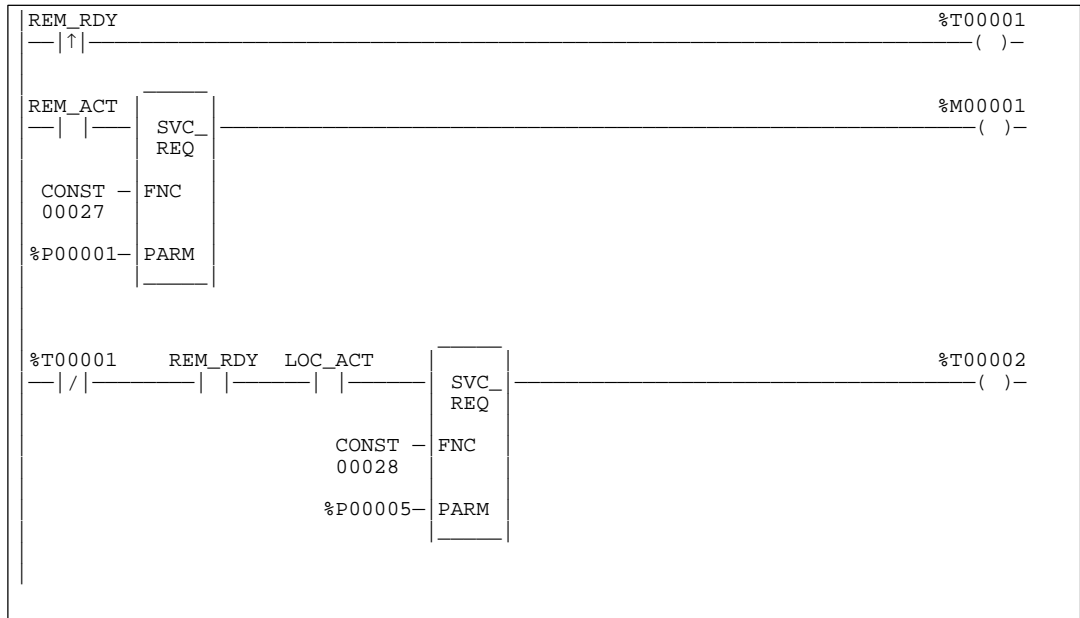 REM_RDY %T00001
↑ ( )
REM_ACT %M00001
SVC_ ( )
REQ
CONST FNC
00027
%P00001 PARM
%T00001 REM_RDY LOC_ACT %T00002
/ SVC_ ( )
REQ
CONST FNC
00028
%P00005 PARM